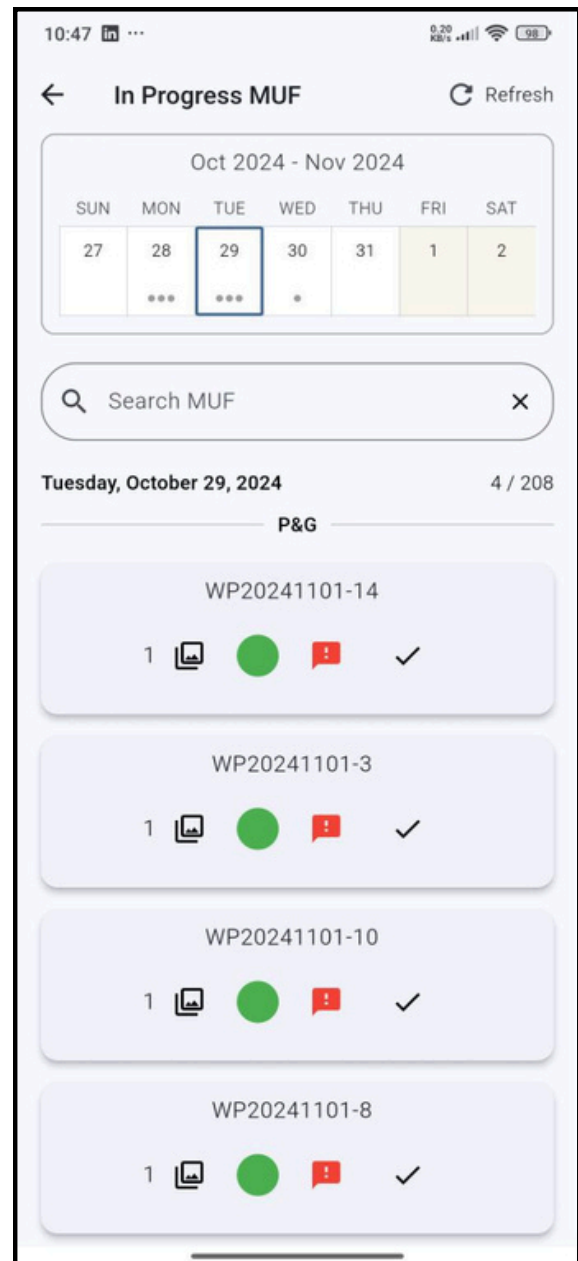 10:47 in ... 0.20 KB/s 98
In Progress MUF Refresh
Oct 2024 - Nov 2024
SUN MON TUE WED THU FRI SAT
27 28 29 30 31 1 2
Search MUF
Tuesday, October 29, 2024 4 / 208
P&G
WP20241101-14
1
WP20241101-3
1
WP20241101-10
1
WP20241101-8
1